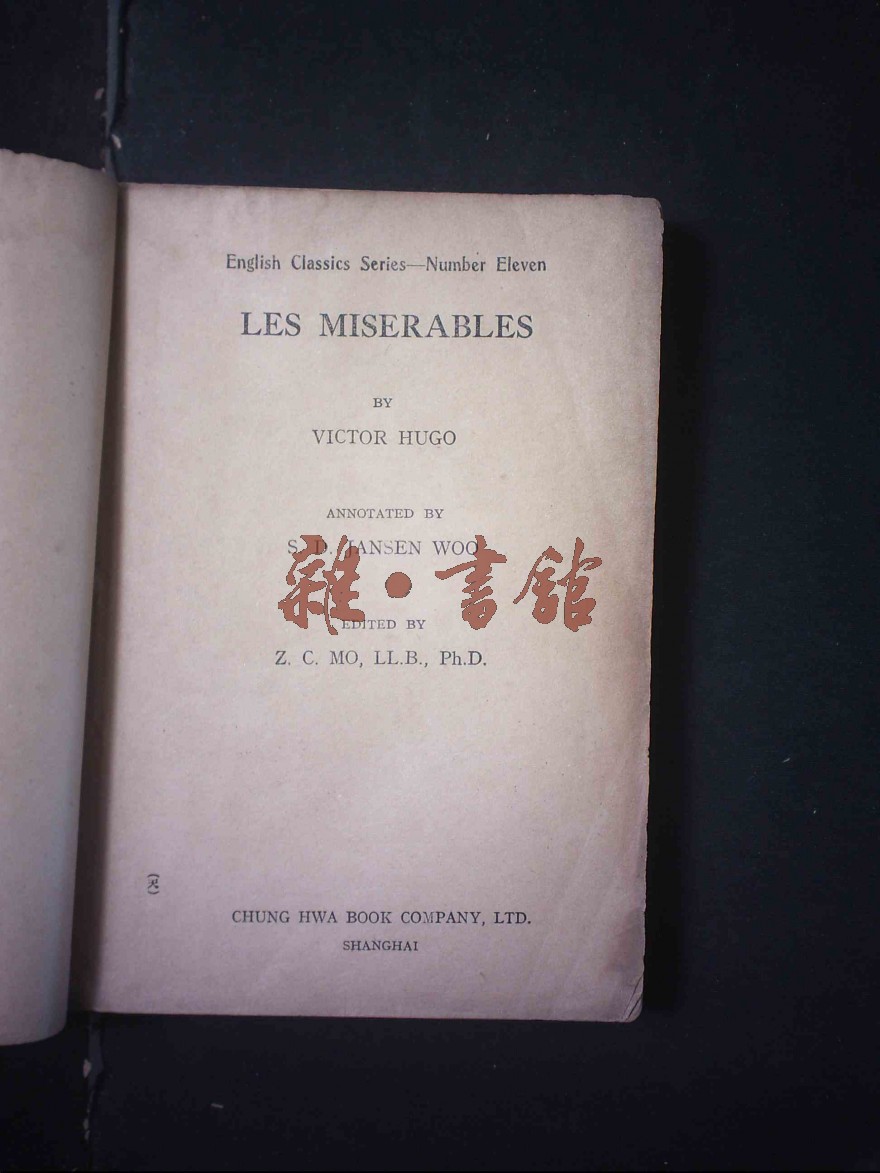 English Classics Series—Number Eleven
LES MISERABLES
BY
VICTOR HUGO
ANNOTATED BY
S. D. JANSEN WOO
雜·書館
EDITED BY
Z. C. MO, LL.B., Ph.D.
CHUNG HWA BOOK COMPANY, LTD.
SHANGHAI